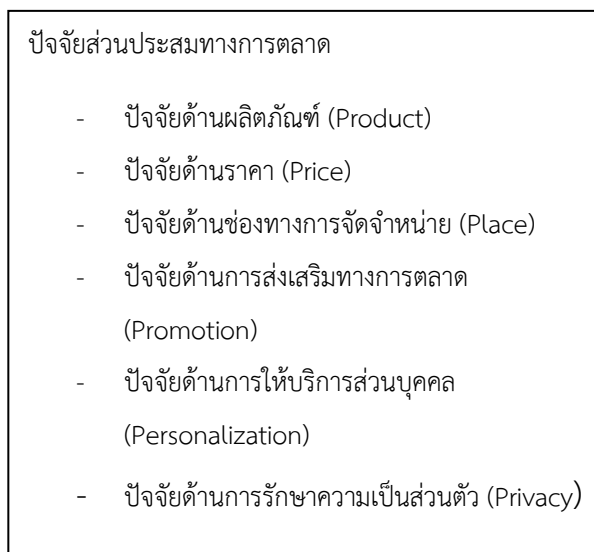 ปัจจัยส่วนประสมทางการตลาด
- ปัจจัยด้านผลิตภัณฑ์ (Product)
- ปัจจัยด้านราคา (Price)
- ปัจจัยด้านช่องทางการจัดจำหน่าย (Place)
- ปัจจัยด้านการส่งเสริมทางการตลาด
(Promotion)
- ปัจจัยด้านการให้บริการส่วนบุคคล
(Personalization)
- ปัจจัยด้านการรักษาความเป็นส่วนตัว (Privacy)